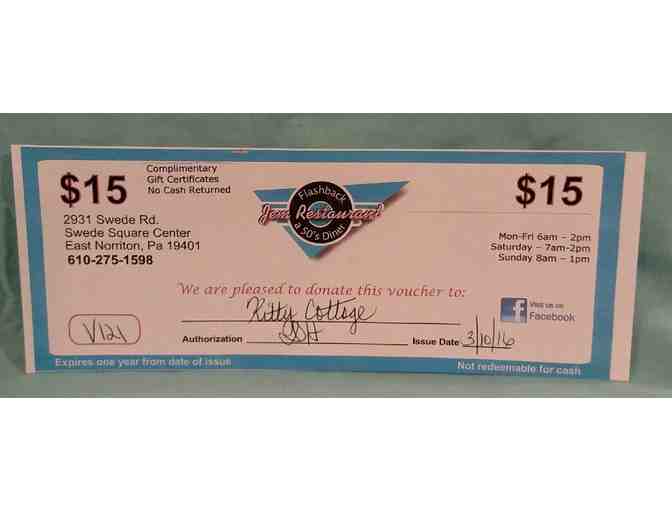 $15
Complimentary
Gift Certificates
No Cash Returned
Flashback
Jem Restaurant
a 50's Diner
$15
2931 Swede Rd.
Swede Square Center
East Norriton, Pa 19401
610-275-1598
Mon-Fri 6am – 2pm
Saturday – 7am-2pm
Sunday 8am – 1pm
We are pleased to donate this voucher to:
Kitty Cottage
Visit us on
Facebook
V121
Authorization
Issue Date 3/10/16
Expires one year from date of issue
Not redeemable for cash